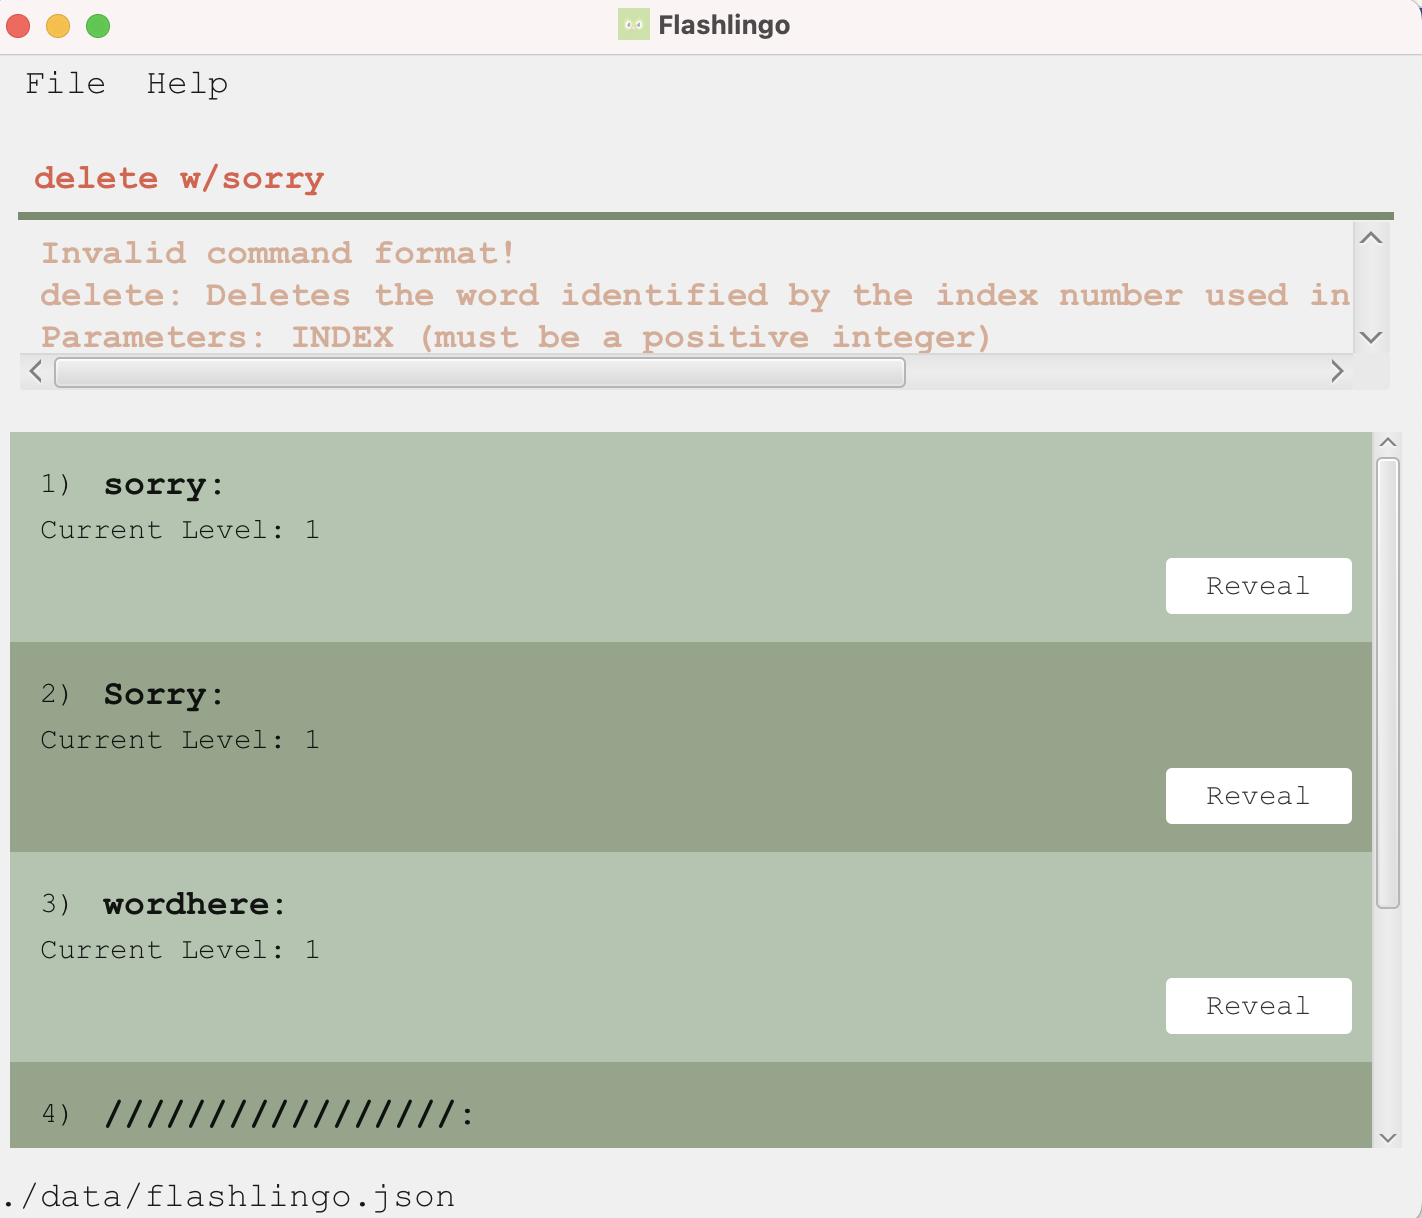 Flashlingo
File Help
delete w/sorry
Invalid command format!
delete: Deletes the word identified by the index number used in
Parameters: INDEX (must be a positive integer)
1) sorry:
Current Level: 1
Reveal
2) Sorry:
Current Level: 1
Reveal
3) wordhere:
Current Level: 1
Reveal
4) /////////////////:
./data/flashlingo.json